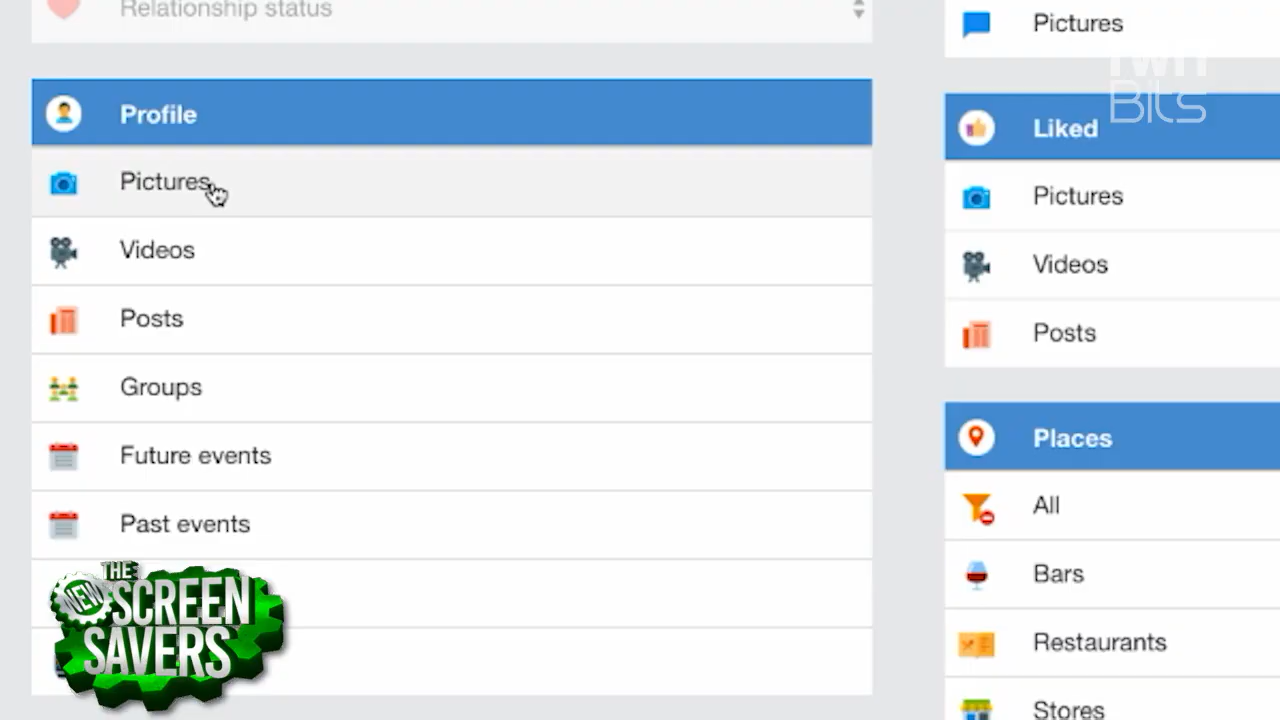 Relationship status
Profile
Pictures
Videos
Posts
Groups
Future events
Past events
THE
NEW
SCREEN
SAVERS
Pictures
TWiT
Bits
Liked
Pictures
Videos
Posts
Places
All
Bars
Restaurants
Stores